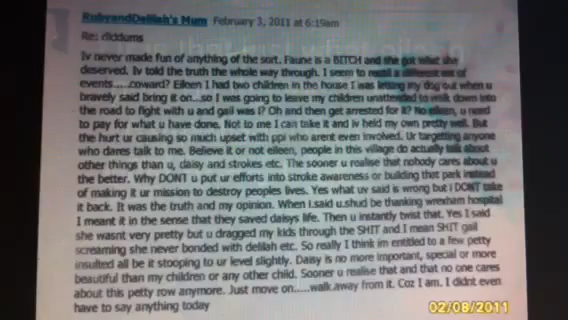 RubyandDelilah's Mum February 3, 2011 at 6:19am
Re: diddums
Iv never made fun of anything of the sort. Faune is a BITCH and she got what she
deserved. Iv told the truth the whole way through. I seem to recall a different set of
events.....coward? Eileen I had two children in the house I was letting my dog out when u
bravely said bring it on...so I was going to leave my children unattended to walk down into
the road to fight with u and gail was i? Oh and then get arrested for it? No eileen, u need
to pay for what u have done. Not to me I can take it and iv held my own pretty well. But
the hurt ur causing so much upset with ppl who arent even involved. Ur targeting anyone
who dares talk to me. Believe it or not eileen, people in this village do actually talk about
other things than u, daisy and strokes etc. The sooner u realise that nobody cares about u
the better. Why DONT u put ur efforts into stroke awareness or building that park instead
of making it ur mission to destroy peoples lives. Yes what uv said is wrong but i DONT take
it back. It was the truth and my opinion. When i.said u.shud be thanking wrexham hospital
I meant it in the sense that they saved daisys life. Then u instantly twist that. Yes I said
she wasnt very pretty but u dragged my kids through the SHIT and I mean SHIT gail
screaming she never bonded with delilah etc. So really I think im entitled to a few petty
insulted all be it stooping to ur level slightly. Daisy is no more important, special or more
beautiful than my children or any other child. Sooner u realise that and that no one cares
about this petty row anymore. Just move on.....walk away from it. Coz I am. I didnt even
have to say anything today
02/08/2011